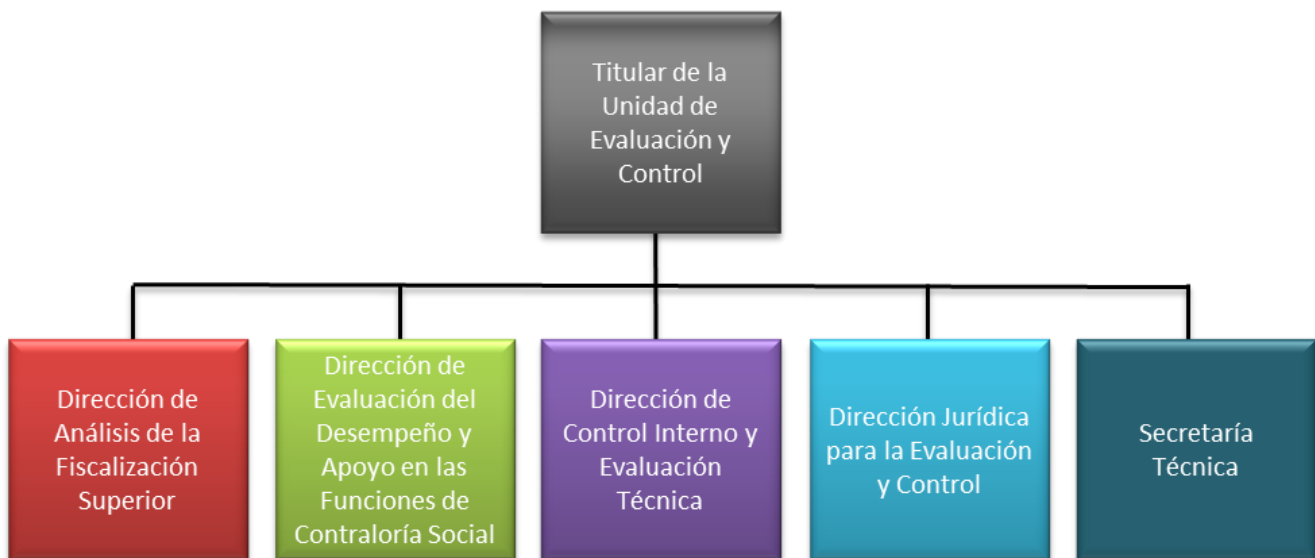 Titular de la
Unidad de
Evaluación y
Control
Dirección de
Análisis de la
Fiscalización
Superior
Dirección de
Evaluación del
Desempeño y
Apoyo en las
Funciones de
Contraloría Social
Dirección de
Control Interno y
Evaluación
Técnica
Dirección Jurídica
para la Evaluación
y Control
Secretaría
Técnica